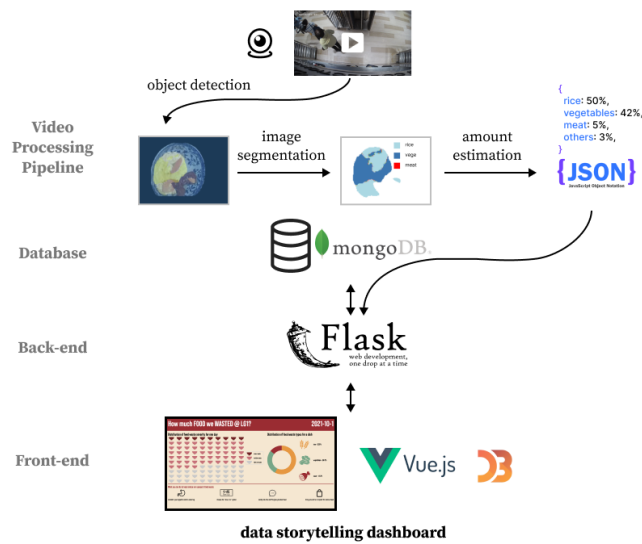 object detection
Video
Processing
Pipeline
image
segmentation
rice
vege
meat
amount
estimation
{
rice: 50%,
vegetables: 42%,
meat: 5%,
others: 3%,
}
{JSON}
JavaScript Object Notation
Database
mongoDB.
Back-end
Flask
web development,
one drop at a time
Front-end
How much FOOD we WASTED @ LG7? 2021-10-1
Vue.js
data storytelling dashboard